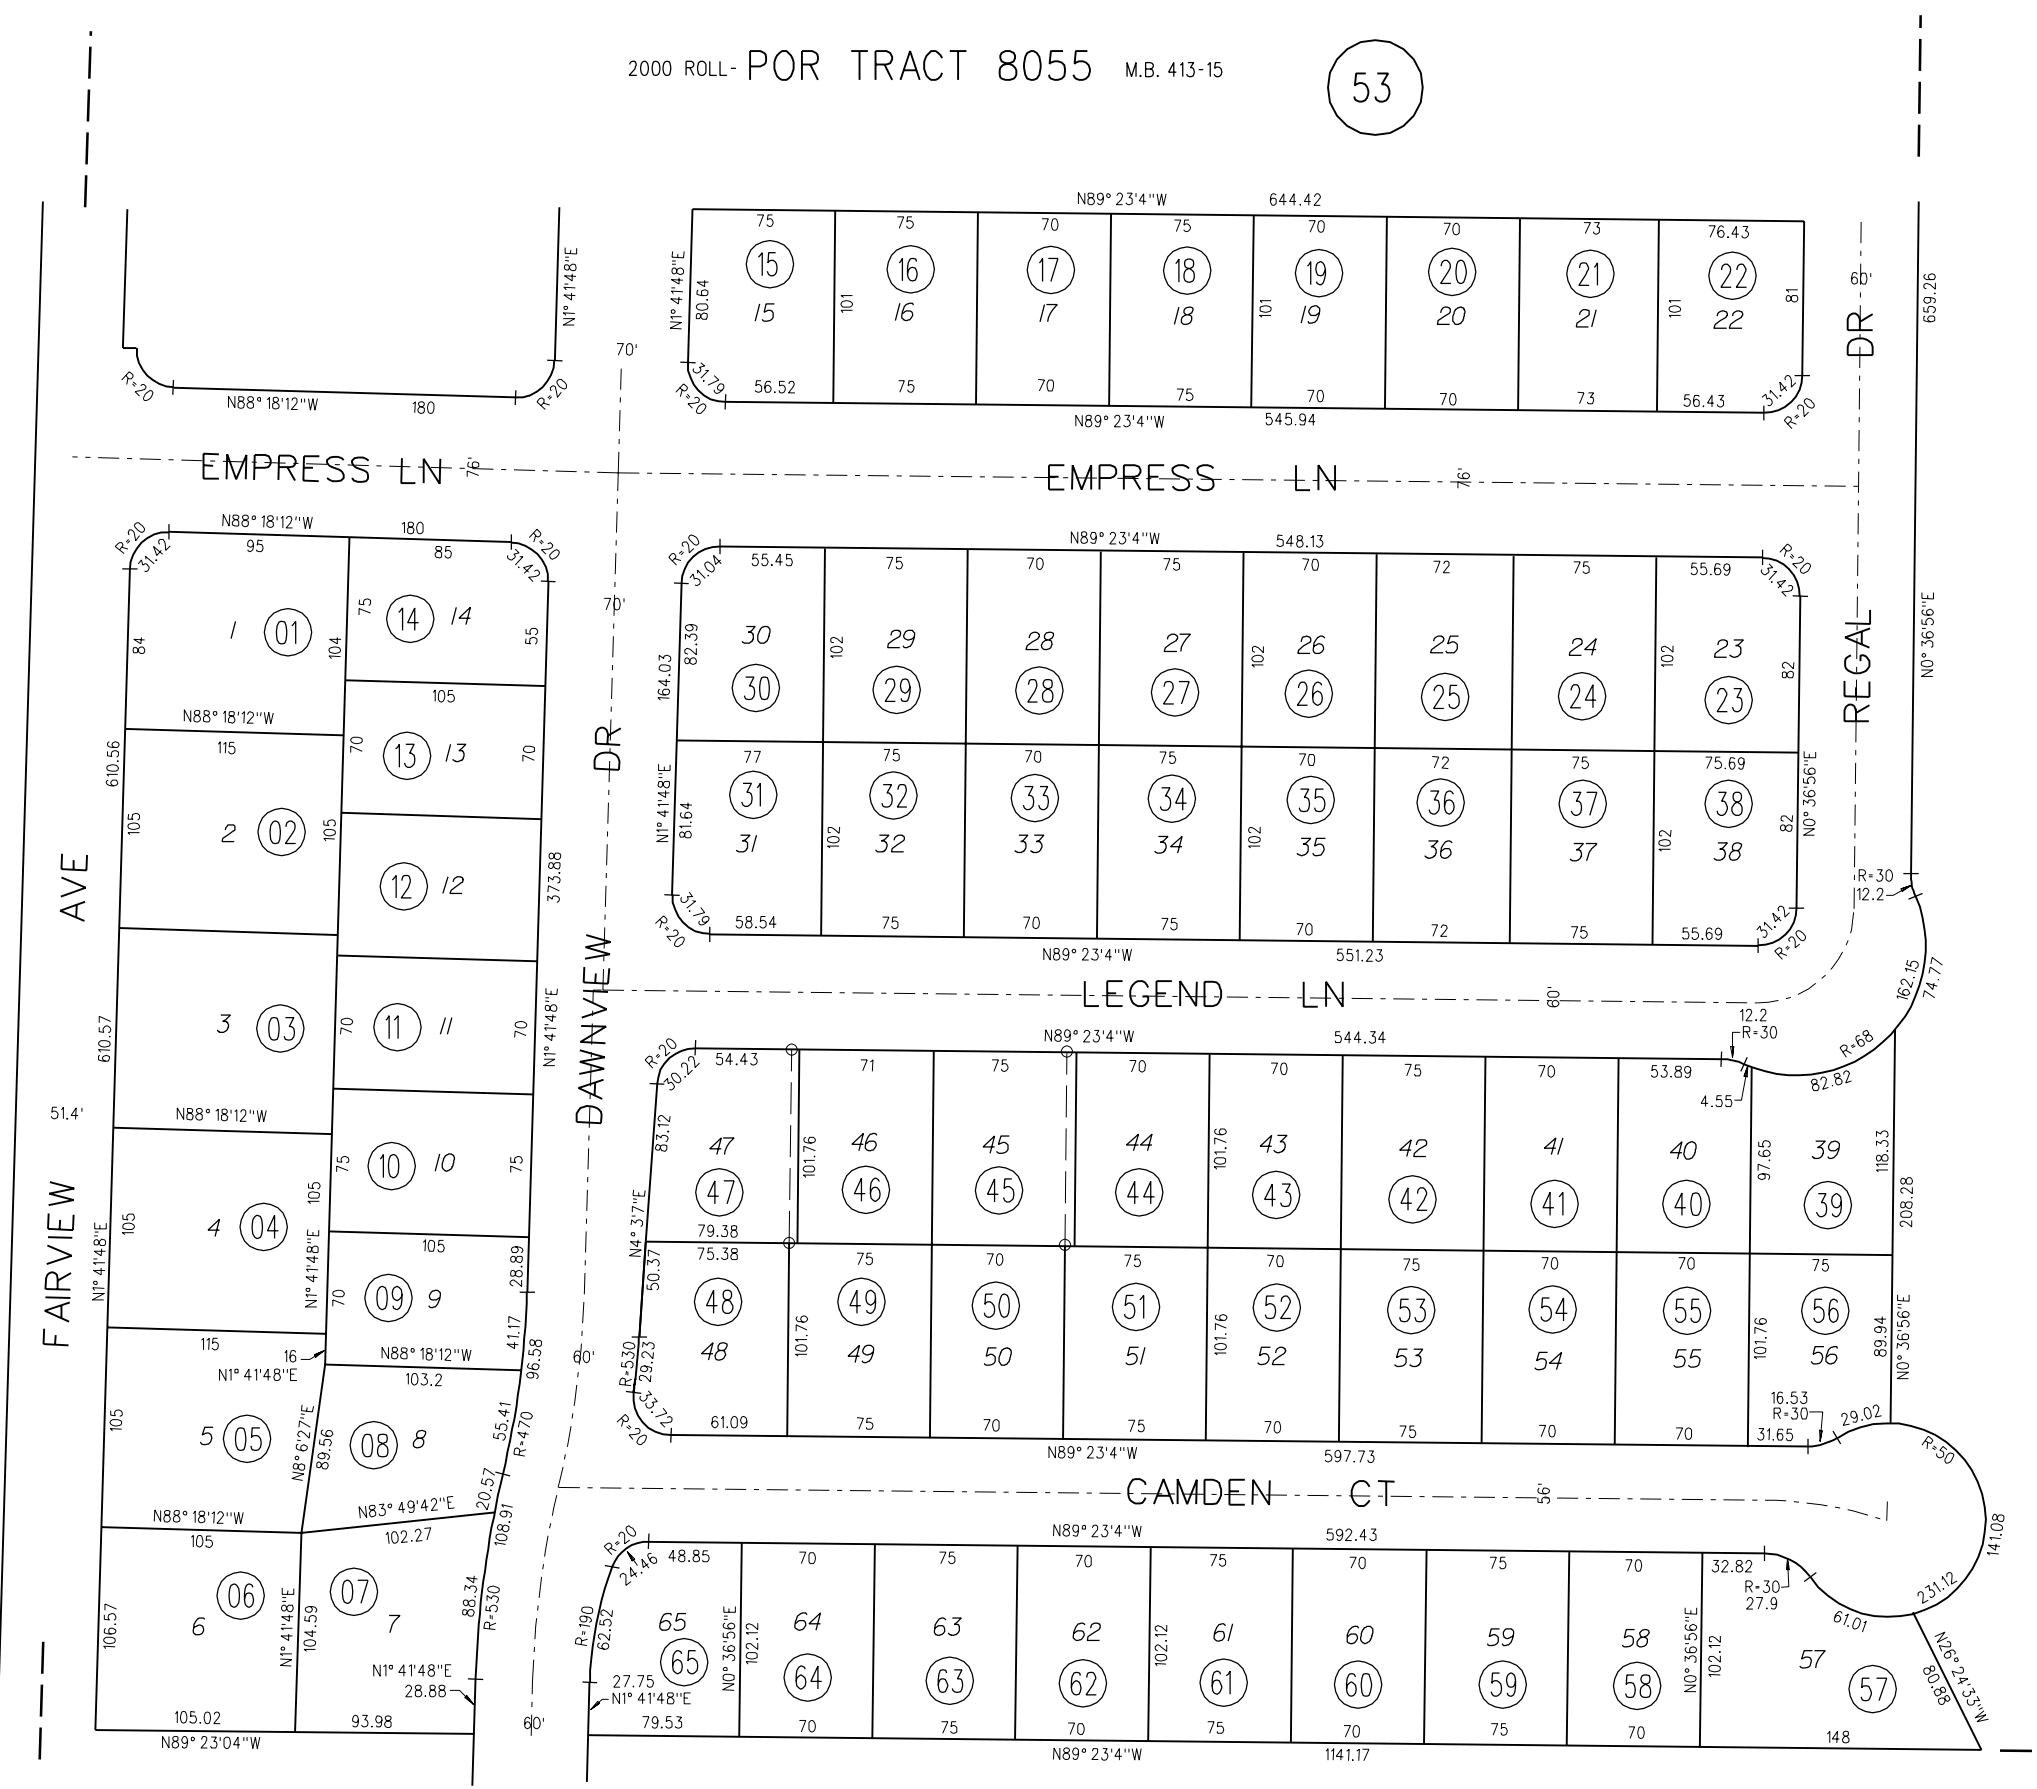 2000 ROLL- POR TRACT 8055 M.B. 413-15
53
N89° 23'4"W 644.42
75 75 70 75 70 70 73 76.43
15 16 17 18 19 20 21 22
15 16 17 18 19 20 21 22
N1° 41'48"E
N1° 41'48"E 80.64 101 101 101 81
60'
659.26
DR
70'
R=20 R=20 31.79 R=20 31.42 R=20
56.52 75 70 75 70 70 73 56.43
N88° 18'12"W 180
N89° 23'4"W 545.94
EMPRESS LN 76' EMPRESS LN 76'
N88° 18'12"W 180
R=20 31.42 95 85 R=20 31.42
N89° 23'4"W 548.13
R=20 31.04 55.45 75 70 75 70 72 75 55.69 R=20 31.42
70'
75 14 14 55
84 1 01 104
105
30 29 28 27 26 25 24 23
30 29 28 27 26 25 24 23
164.03 82.39 102 102 102 82
N0° 36'56"E
REGAL
N88° 18'12"W
115
610.56
70 13 13 70
DR
77 75 70 75 70 72 75 75.69
31 32 33 34 35 36 37 38
31 32 33 34 35 36 37 38
N1° 41'48"E 81.64 102 102 102 82 N0° 36'56"E
105 2 02 105
12 12
373.88
AVE
R=30
12.2
31.79 R=20 31.42 R=20
58.54 75 70 75 70 72 75 55.69
N89° 23'4"W 551.23
DAWNVIEW
LEGEND LN 60'
162.15 74.77
610.57
3 03
70 11 11 70
N1° 41'48"E
12.2
R=30
R=68
82.82
4.55
N89° 23'4"W 544.34
R=20 30.22 54.43 71 75 70 70 75 70 53.89
51.4'
N88° 18'12"W
75 10 10 75
83.12
47 46 45 44 43 42 41 40 39
47 46 45 44 43 42 41 40 39
101.76 101.76 97.65 118.33
208.28
FAIRVIEW
105 4 04 105
N1° 41'48"E
N1° 41'48"E
105
N4° 3'7"E
79.38
75.38 75 70 75 70 75 70 70 75
50.37
48 49 50 51 52 53 54 55 56
48 49 50 51 52 53 54 55 56
101.76 101.76 101.76 89.94 N0° 36'56"E
70 09 9 28.89
41.17
96.58
60'
R=530
29.23
115
16
N1° 41'48"E
N88° 18'12"W
103.2
105 5 05
N8° 6'27"E
89.56
08 8
55.41
R=470
20.57
33.72 R=20
61.09 75 70 75 70 75 70 70 31.65
16.53
R=30
29.02
R=50
N89° 23'4"W 597.73
CAMDEN CT 56'
141.08
231.12
N88° 18'12"W
105
N83° 49'42"E
102.27
108.91
N89° 23'4"W 592.43
R=20 24.46 48.85 70 75 70 75 70 75 70 32.82
R=30
27.9
61.01
106.57 06 6
N1° 41'48"E 104.59
07 7
88.34 R=530
R=190 62.52
65 64 63 62 61 60 59 58 57
65 64 63 62 61 60 59 58 57
N0° 36'56"E 102.12 102.12 N0° 36'56"E 102.12
N26° 24'33"W
80.88
N1° 41'48"E
28.88
27.75
N1° 41'48"E
60'
105.02 93.98 79.53 70 75 70 75 70 75 70 148
N89° 23'04"W
N89° 23'4"W 1141.17